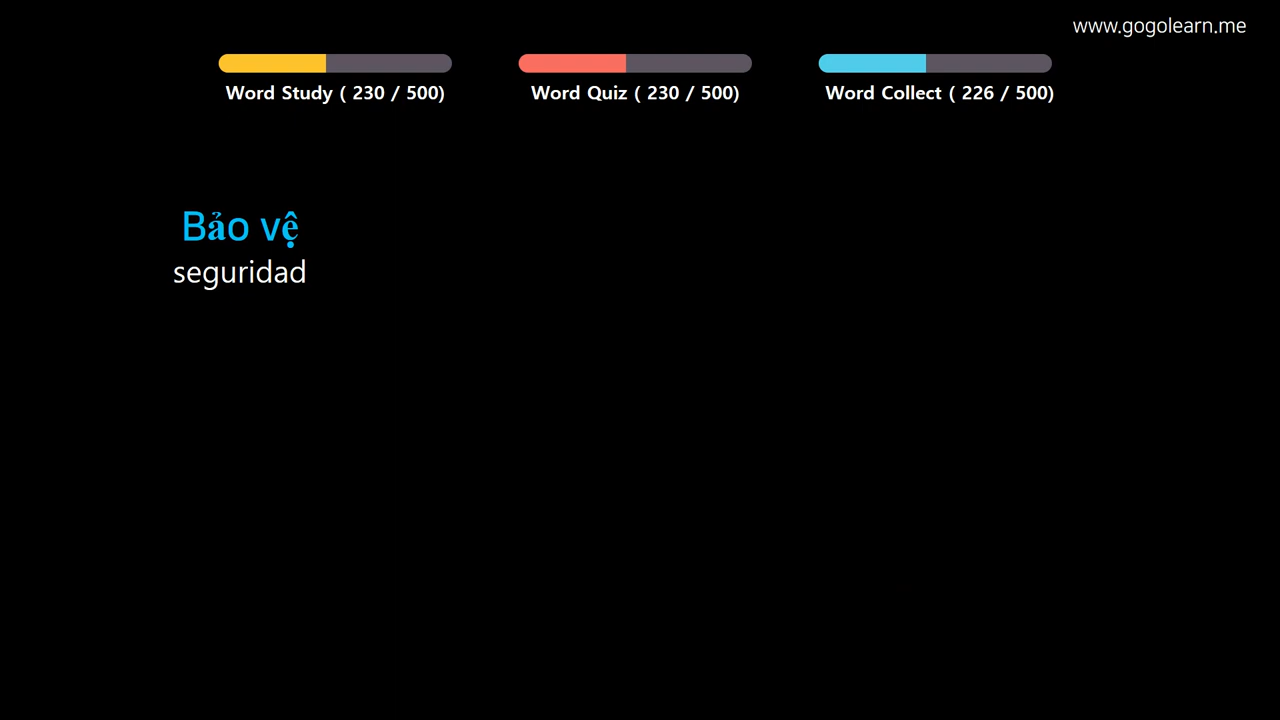 www.gogolearn.me
Word Study ( 230 / 500)
Word Quiz ( 230 / 500)
Word Collect ( 226 / 500)
Bảo vệ
seguridad